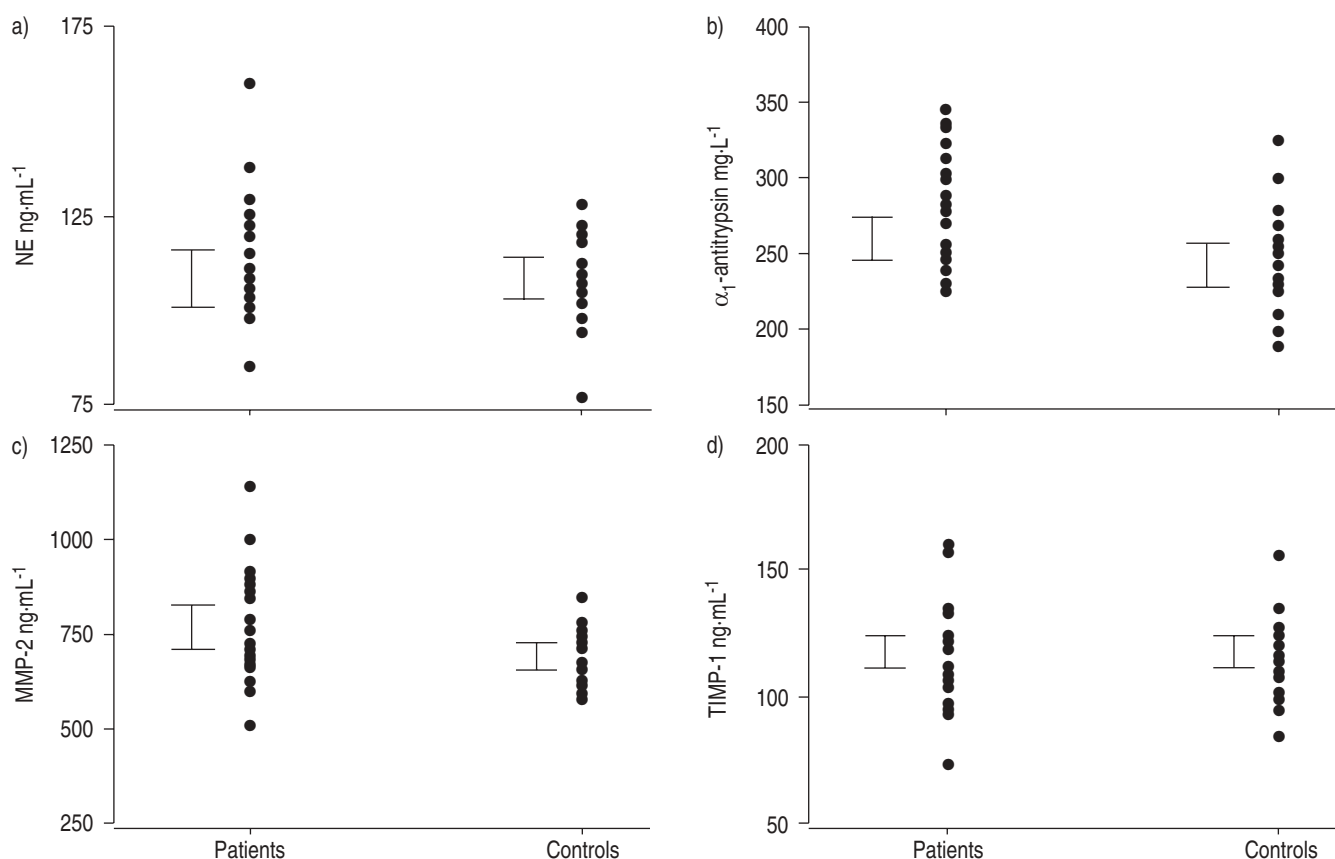 a)
175
125
75
NE ng·mL⁻¹
b)
400
350
300
250
200
150
α₁-antitrypsin mg·L⁻¹
c)
1250
1000
750
500
250
MMP-2 ng·mL⁻¹
Patients
Controls
d)
200
150
100
50
TIMP-1 ng·mL⁻¹
Patients
Controls